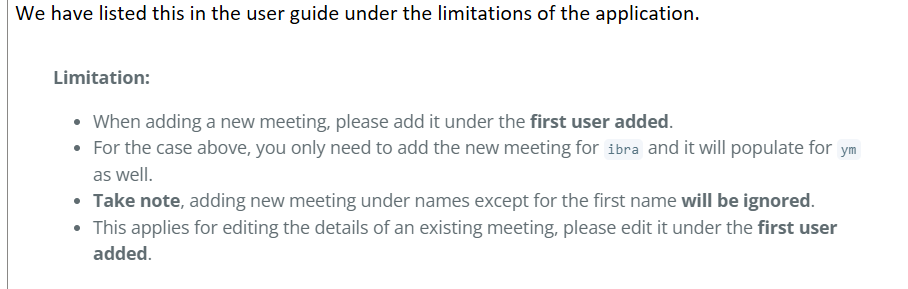 We have listed this in the user guide under the limitations of the application.
Limitation:
• When adding a new meeting, please add it under the first user added.
• For the case above, you only need to add the new meeting for ibra and it will populate for ym
as well.
• Take note, adding new meeting under names except for the first name will be ignored.
• This applies for editing the details of an existing meeting, please edit it under the first user
added.